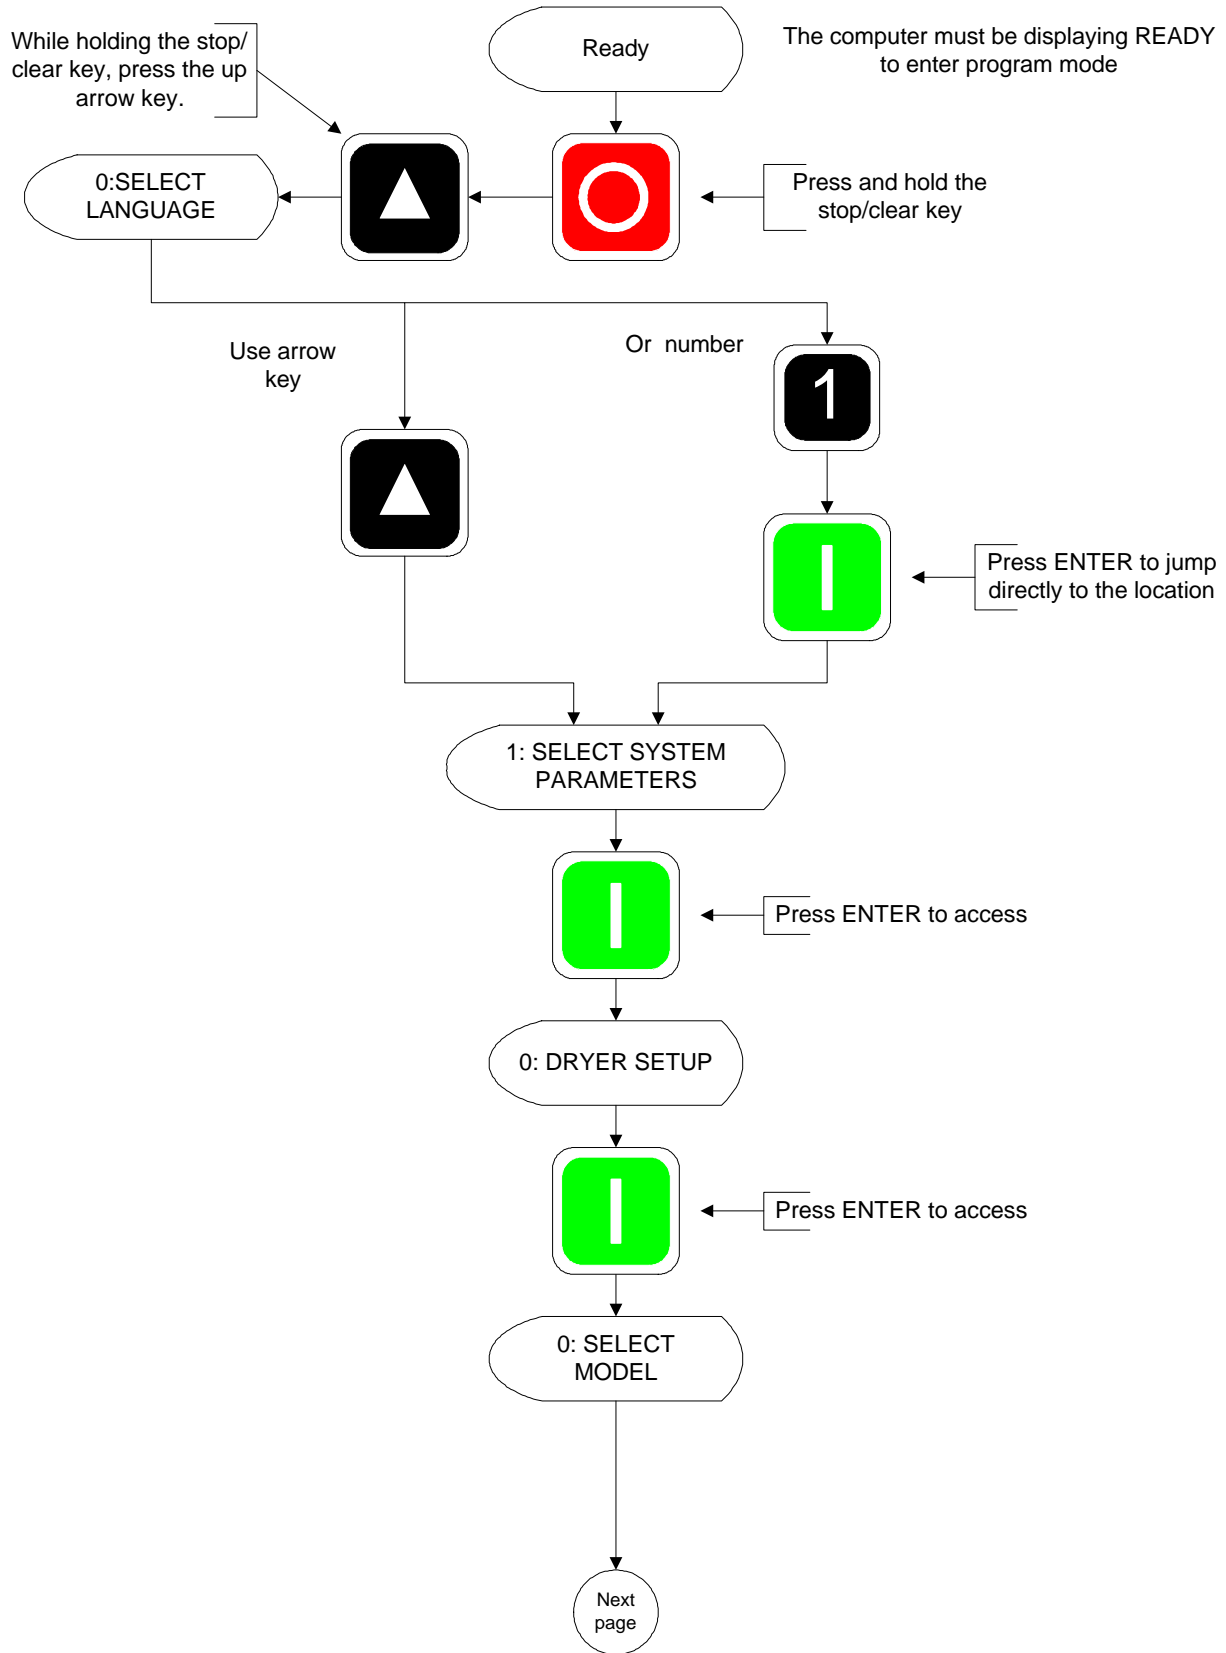 While holding the stop/
clear key, press the up
arrow key.
Ready
The computer must be displaying READY
to enter program mode
0:SELECT
LANGUAGE
Press and hold the
stop/clear key
Use arrow
key
Or number
1
Press ENTER to jump
directly to the location
1: SELECT SYSTEM
PARAMETERS
Press ENTER to access
0: DRYER SETUP
Press ENTER to access
0: SELECT
MODEL
Next
page